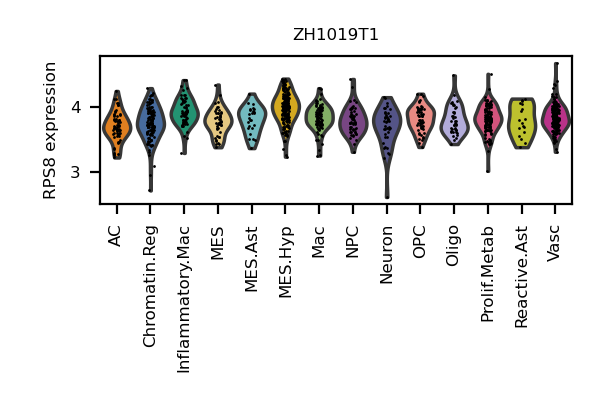 ZH1019T1
RPS8 expression
4
3
AC
Chromatin.Reg
Inflammatory.Mac
MES
MES.Ast
MES.Hyp
Mac
NPC
Neuron
OPC
Oligo
Prolif.Metab
Reactive.Ast
Vasc